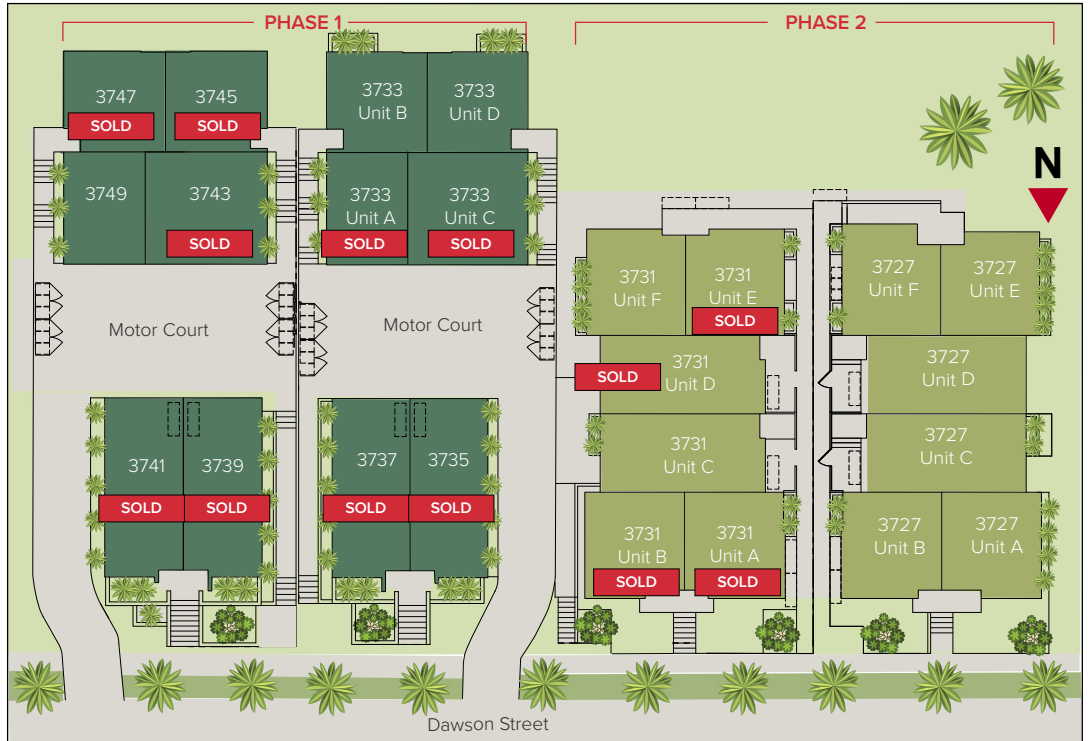 PHASE 1
PHASE 2
3747
SOLD
3745
SOLD
3733
Unit B
3733
Unit D
N
3749
3743
SOLD
3733
Unit A
SOLD
3733
Unit C
SOLD
3731
Unit F
3731
Unit E
SOLD
3727
Unit F
3727
Unit E
Motor Court
Motor Court
SOLD
3731
Unit D
3727
Unit D
3731
Unit C
3727
Unit C
3741
SOLD
3739
SOLD
3737
SOLD
3735
SOLD
3731
Unit B
SOLD
3731
Unit A
SOLD
3727
Unit B
3727
Unit A
Dawson Street